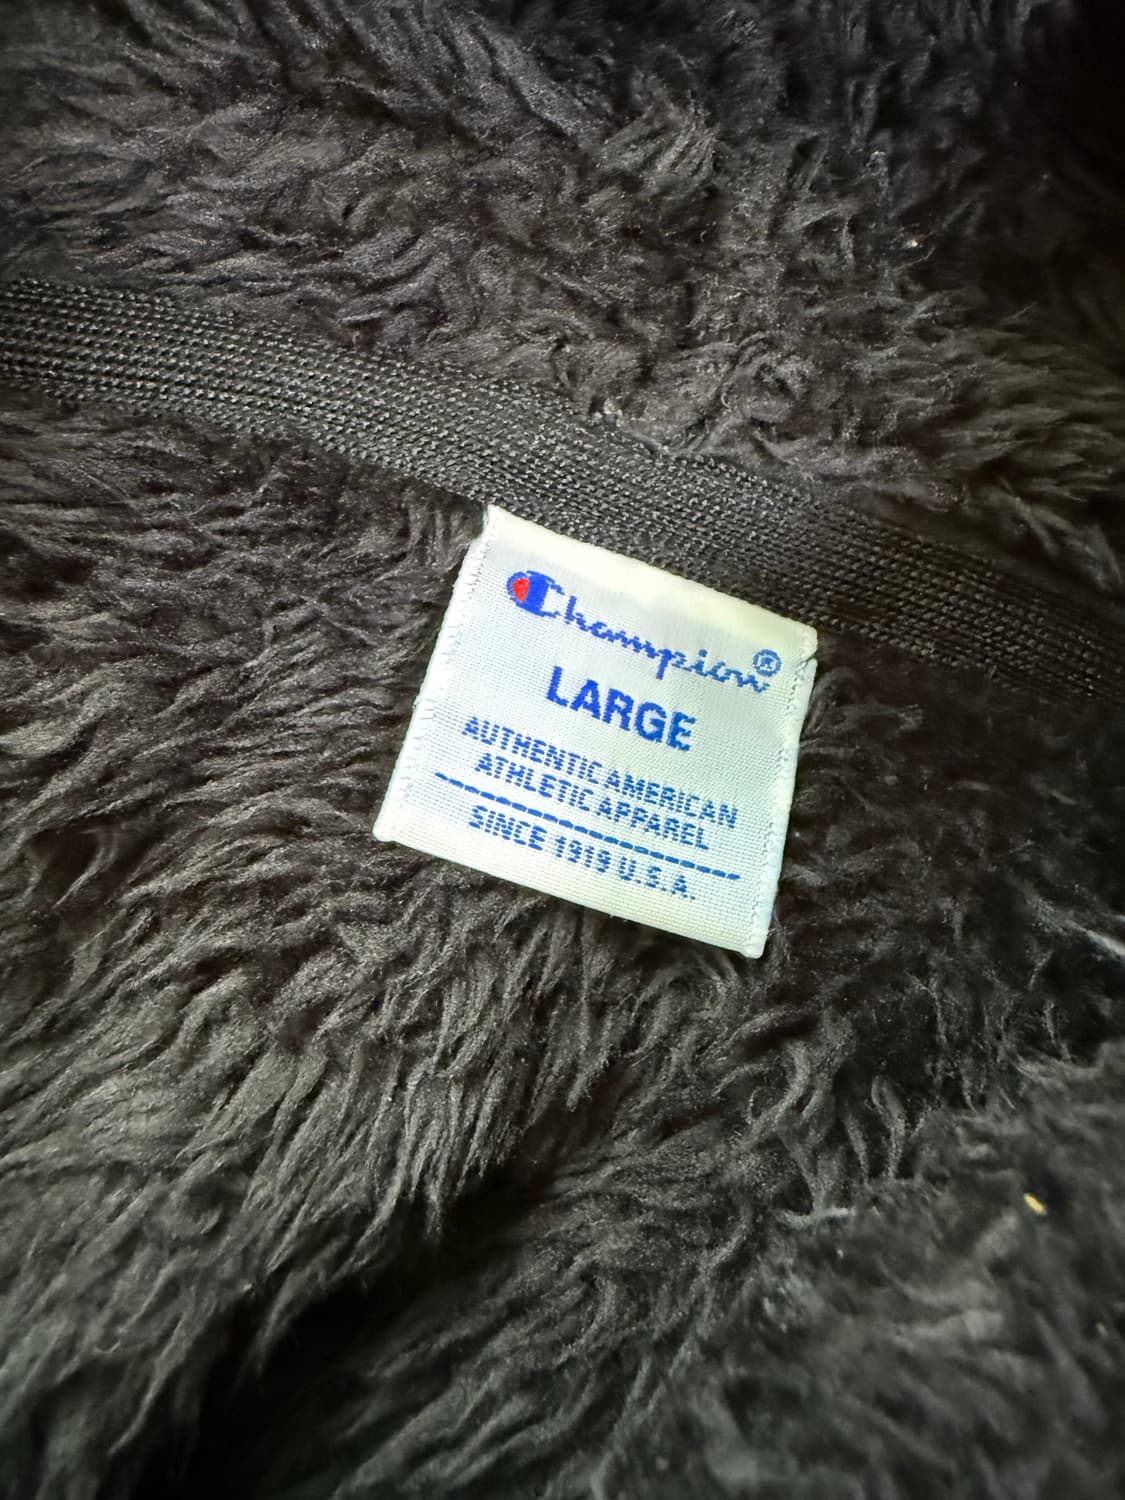 Champion®
LARGE
AUTHENTIC AMERICAN
ATHLETIC APPAREL
SINCE 1919 U.S.A.